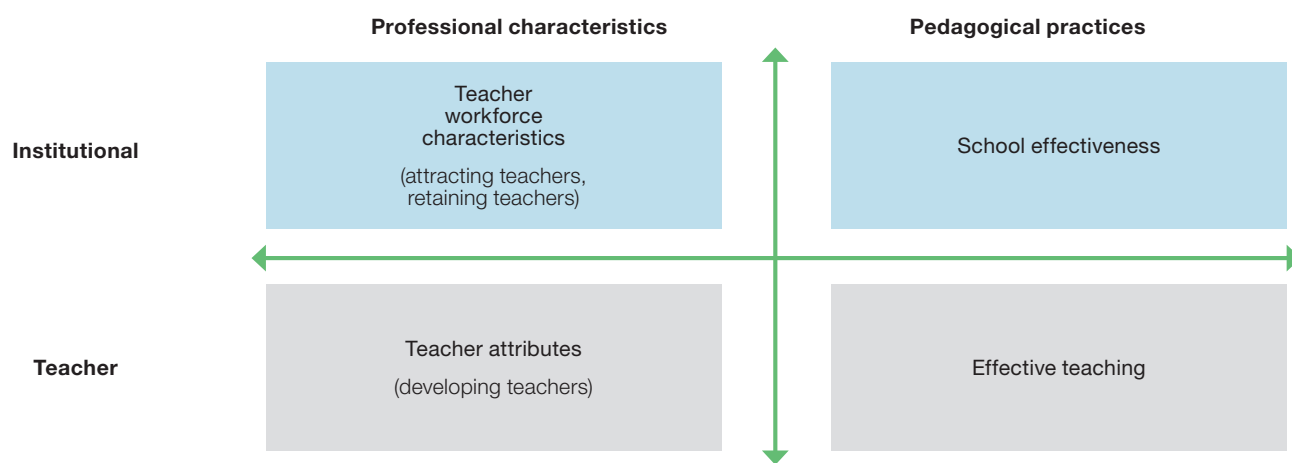 Professional characteristics
Pedagogical practices
Institutional
Teacher
workforce
characteristics
(attracting teachers,
retaining teachers)
School effectiveness
Teacher
Teacher attributes
(developing teachers)
Effective teaching